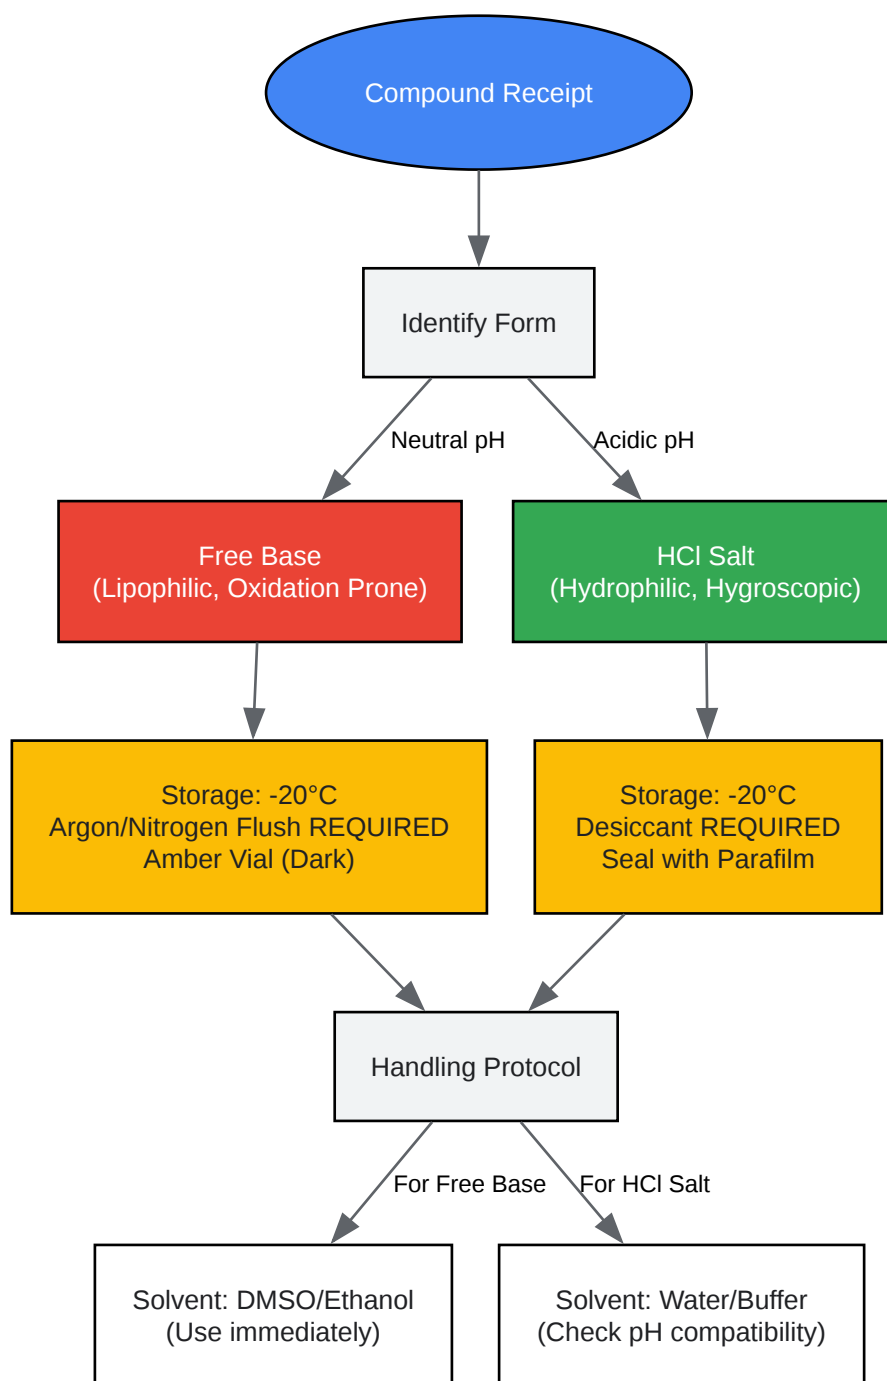 Compound Receipt
Identify Form
Neutral pH
Acidic pH
Free Base
(Lipophilic, Oxidation Prone)
HCl Salt
(Hydrophilic, Hygroscopic)
Storage: -20°C
Argon/Nitrogen Flush REQUIRED
Amber Vial (Dark)
Storage: -20°C
Desiccant REQUIRED
Seal with Parafilm
Handling Protocol
For Free Base
For HCl Salt
Solvent: DMSO/Ethanol
(Use immediately)
Solvent: Water/Buffer
(Check pH compatibility)